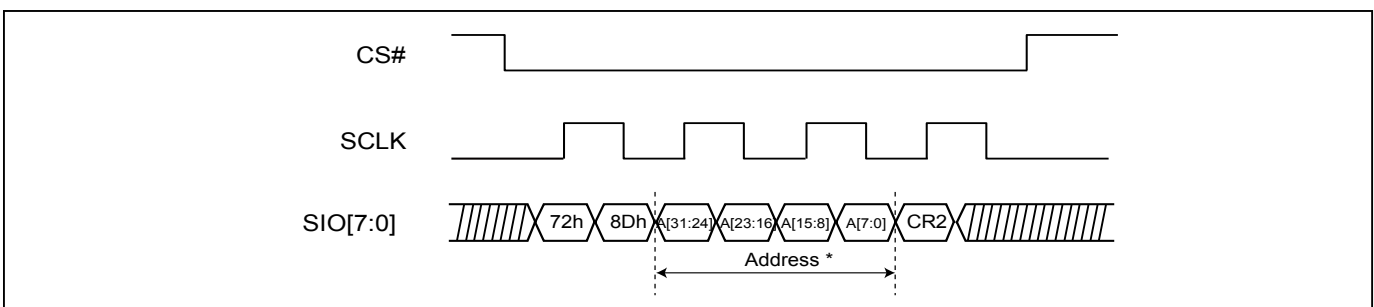 CS#
SCLK
SIO[7:0] 72h 8Dh A[31:24] A[23:16] A[15:8] A[7:0] CR2
Address *